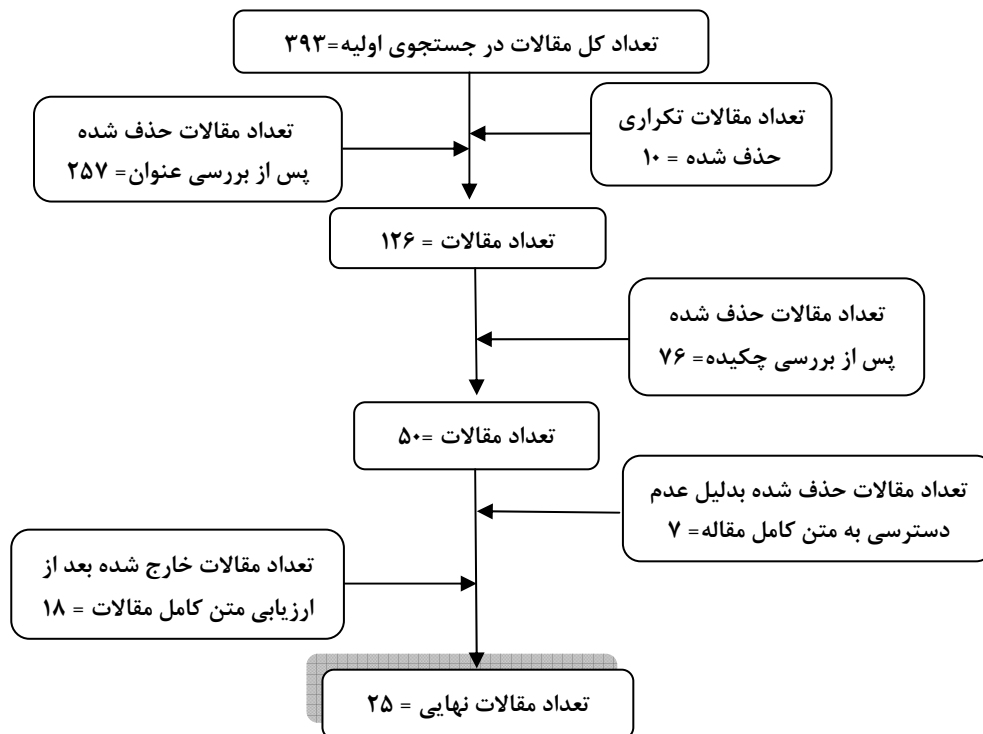 تعداد کل مقالات در جستجوی اولیه=۳۹۳
تعداد مقالات تکراری
حذف شده = ۱۰
تعداد مقالات حذف شده
پس از بررسی عنوان= ۲۵۷
تعداد مقالات = ۱۲۶
تعداد مقالات حذف شده
پس از بررسی چکیده= ۷۶
تعداد مقالات =۵۰
تعداد مقالات حذف شده بدلیل عدم
دسترسی به متن کامل مقاله= ۷
تعداد مقالات خارج شده بعد از
ارزیابی متن کامل مقالات = ۱۸
تعداد مقالات نهایی = ۲۵